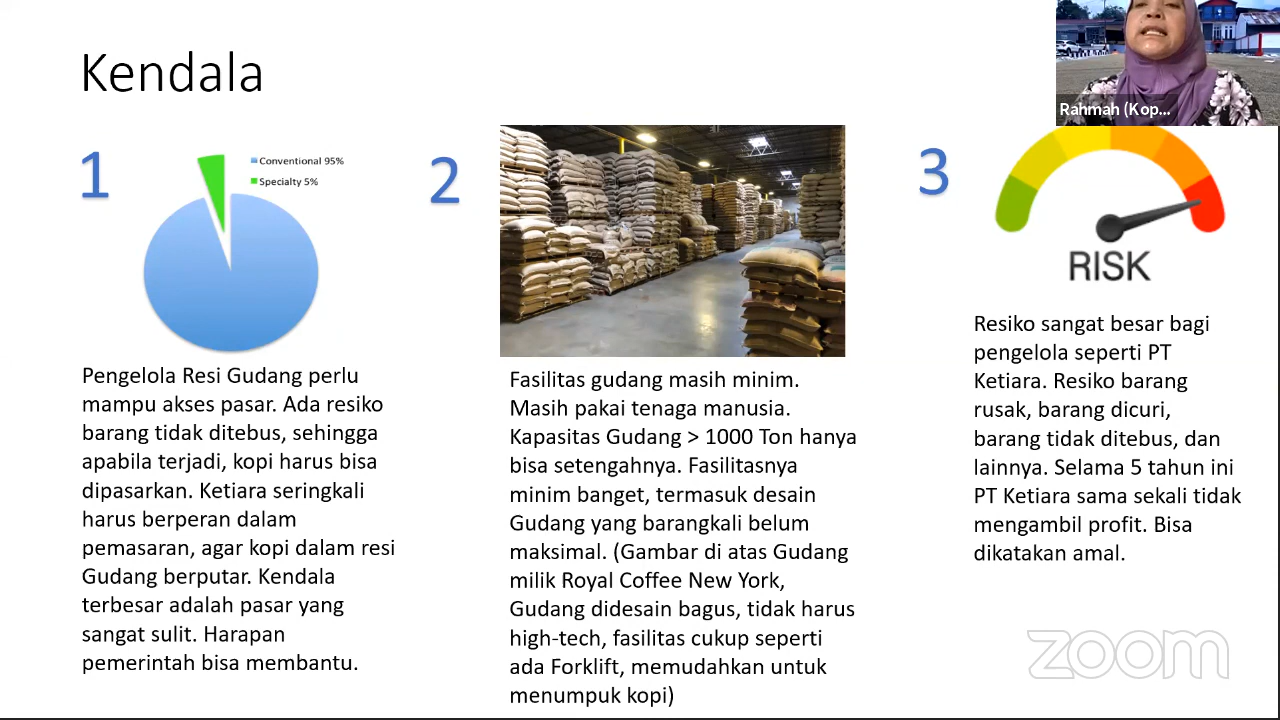 Kendala
Rahmah (Kop...
1
Conventional 95%
Specialty 5%
Pengelola Resi Gudang perlu
mampu akses pasar. Ada resiko
barang tidak ditebus, sehingga
apabila terjadi, kopi harus bisa
dipasarkan. Ketiara seringkali
harus berperan dalam
pemasaran, agar kopi dalam resi
Gudang berputar. Kendala
terbesar adalah pasar yang
sangat sulit. Harapan
pemerintah bisa membantu.
2
Fasilitas gudang masih minim.
Masih pakai tenaga manusia.
Kapasitas Gudang > 1000 Ton hanya
bisa setengahnya. Fasilitasnya
minim banget, termasuk desain
Gudang yang barangkali belum
maksimal. (Gambar di atas Gudang
milik Royal Coffee New York,
Gudang didesain bagus, tidak harus
high-tech, fasilitas cukup seperti
ada Forklift, memudahkan untuk
menumpuk kopi)
3
RISK
Resiko sangat besar bagi
pengelola seperti PT
Ketiara. Resiko barang
rusak, barang dicuri,
barang tidak ditebus, dan
lainnya. Selama 5 tahun ini
PT Ketiara sama sekali tidak
mengambil profit. Bisa
dikatakan amal.
zoom